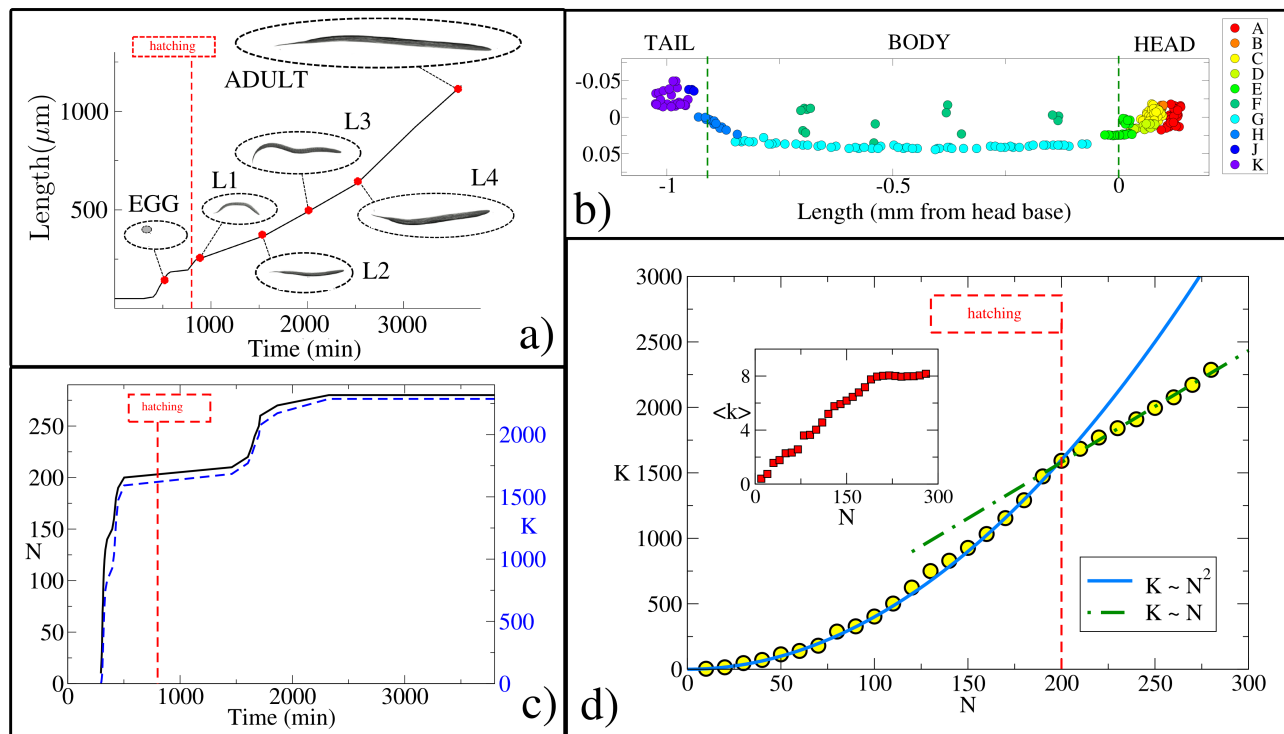 hatching
ADULT
L3
L4
L1
EGG
L2
1000
500
Length (μm)
1000 2000 3000
Time (min)
a)
TAIL BODY HEAD
-0.05
0
0.05
-1 -0.5 0
Length (mm from head base)
A
B
C
D
E
F
G
H
J
K
b)
hatching
250
200
150
100
50
0
N
2000
1500
1000
500
0
K
0 1000 2000 3000
Time (min)
c)
3000
2500
2000
1500
1000
500
0
K
hatching
0 150 300
8
4
0
<k>
N
K ~ N²
K ~ N
0 50 100 150 200 250 300
N
d)